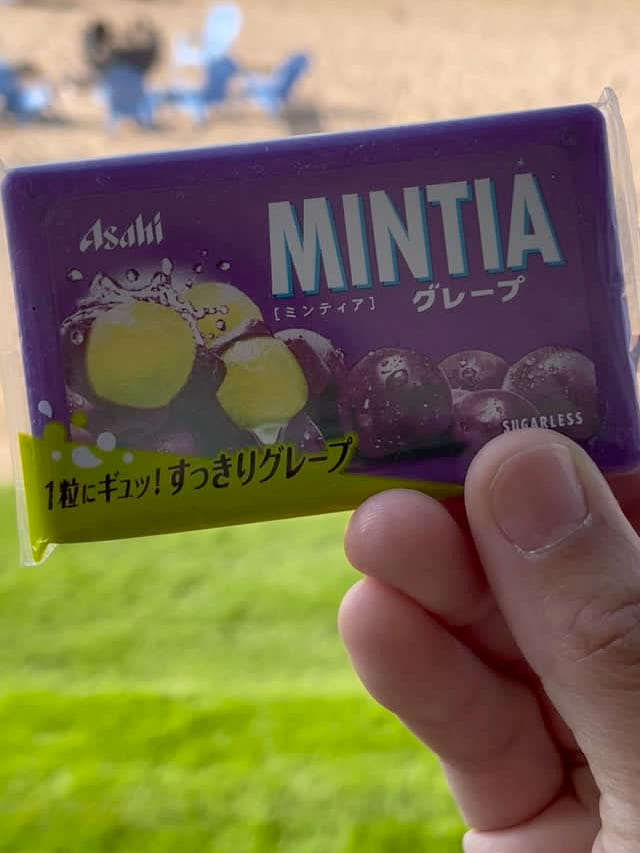 Asahi
MINTIA
[ミンティア] グレープ
SUGARLESS
1粒にギュッ!すっきりグレープ